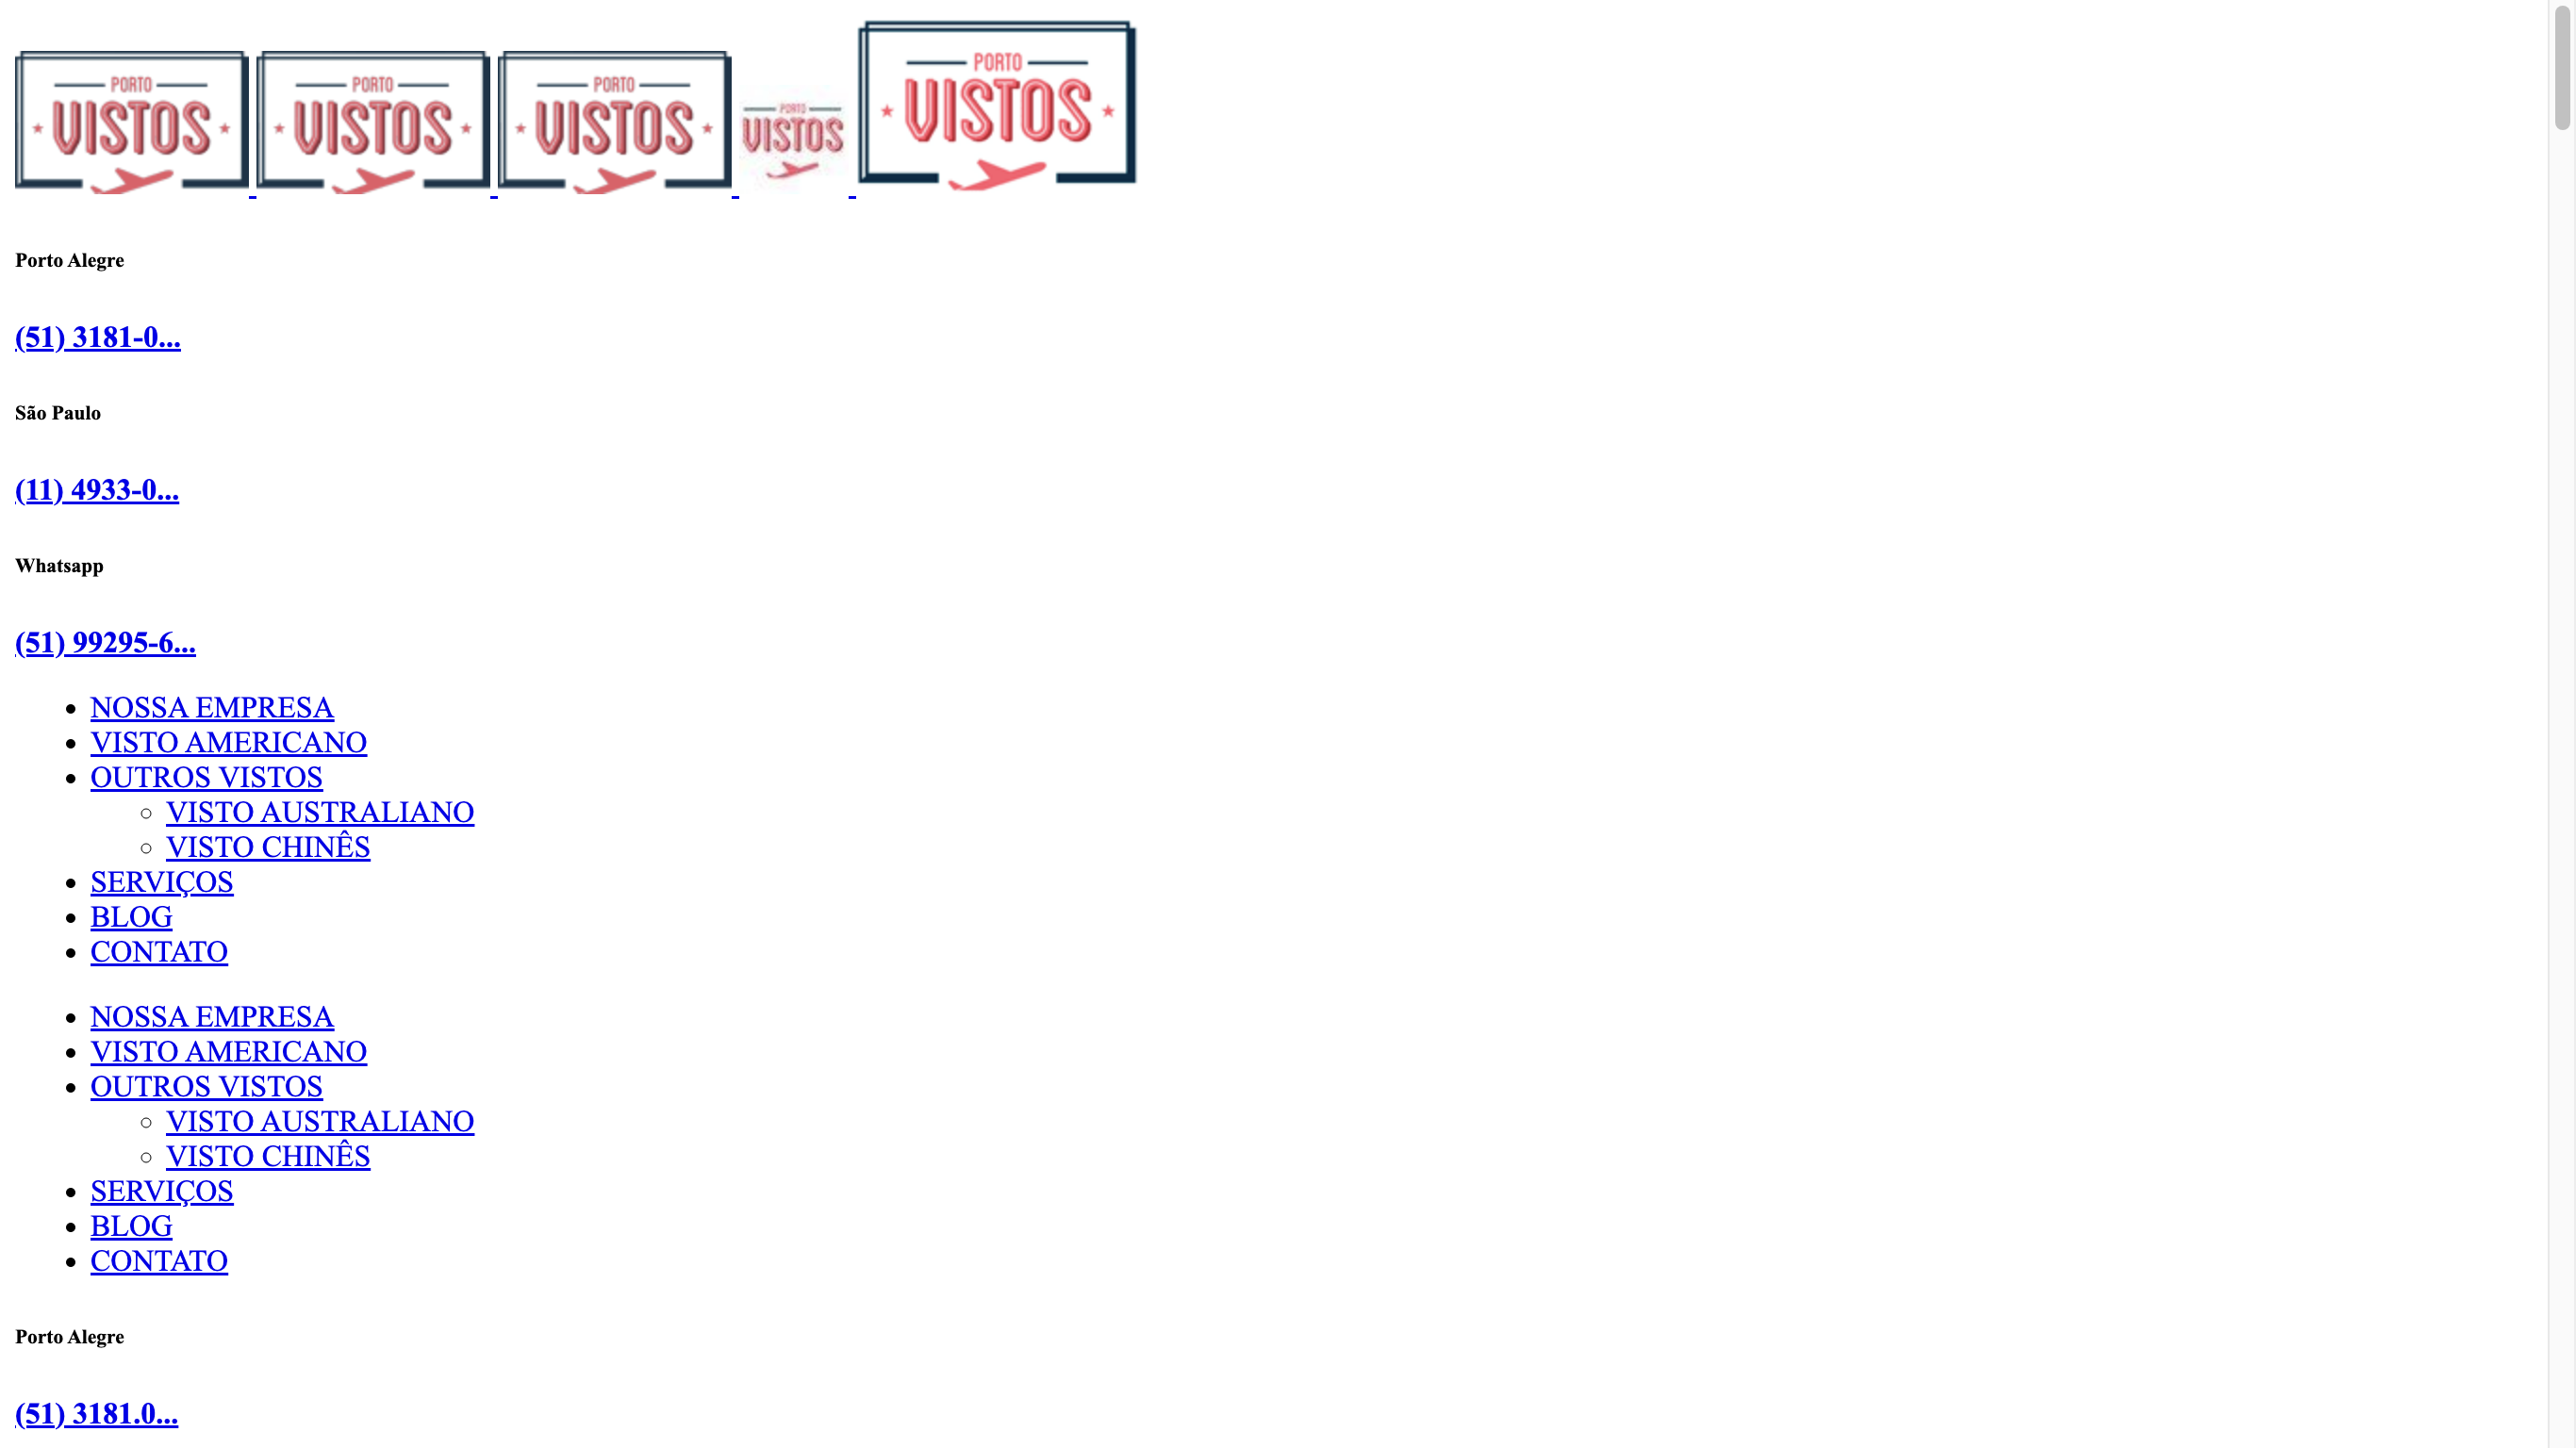 PORTO
VISTOS
PORTO
VISTOS
PORTO
VISTOS
PORTO
VISTOS
PORTO
VISTOS
Porto Alegre
(51) 3181-0...
São Paulo
(11) 4933-0...
Whatsapp
(51) 99295-6...
NOSSA EMPRESA
VISTO AMERICANO
OUTROS VISTOS
VISTO AUSTRALIANO
VISTO CHINÊS
SERVIÇOS
BLOG
CONTATO
NOSSA EMPRESA
VISTO AMERICANO
OUTROS VISTOS
VISTO AUSTRALIANO
VISTO CHINÊS
SERVIÇOS
BLOG
CONTATO
Porto Alegre
(51) 3181.0...